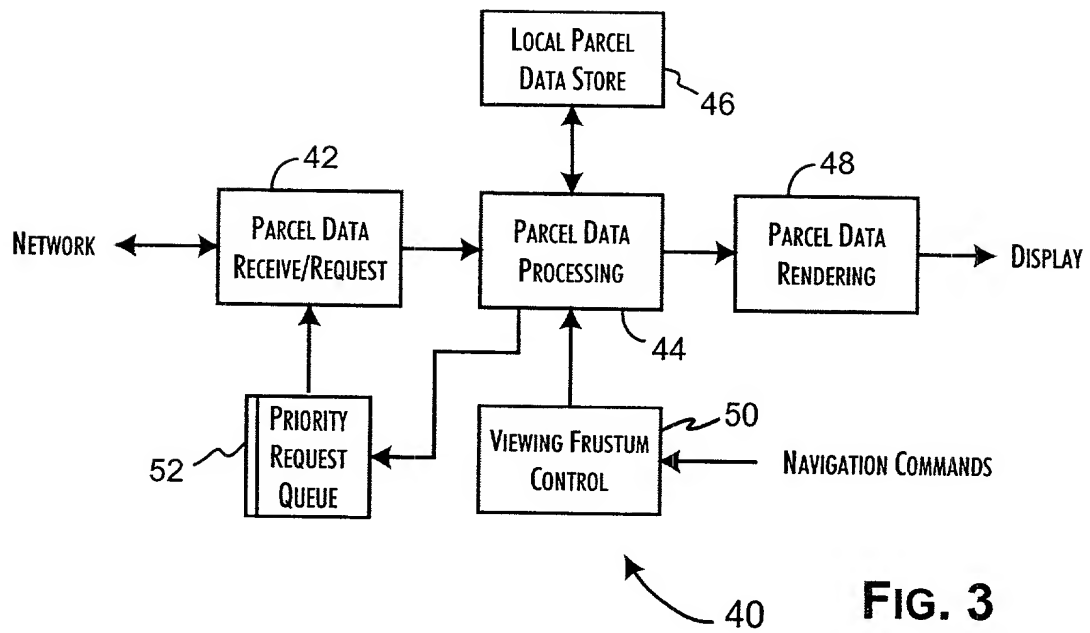 LOCAL PARCEL
DATA STORE
46
42
48
NETWORK
PARCEL DATA
RECEIVE/REQUEST
PARCEL DATA
PROCESSING
PARCEL DATA
RENDERING
DISPLAY
44
52
PRIORITY
REQUEST
QUEUE
VIEWING FRUSTUM
CONTROL
50
NAVIGATION COMMANDS
40
FIG. 3